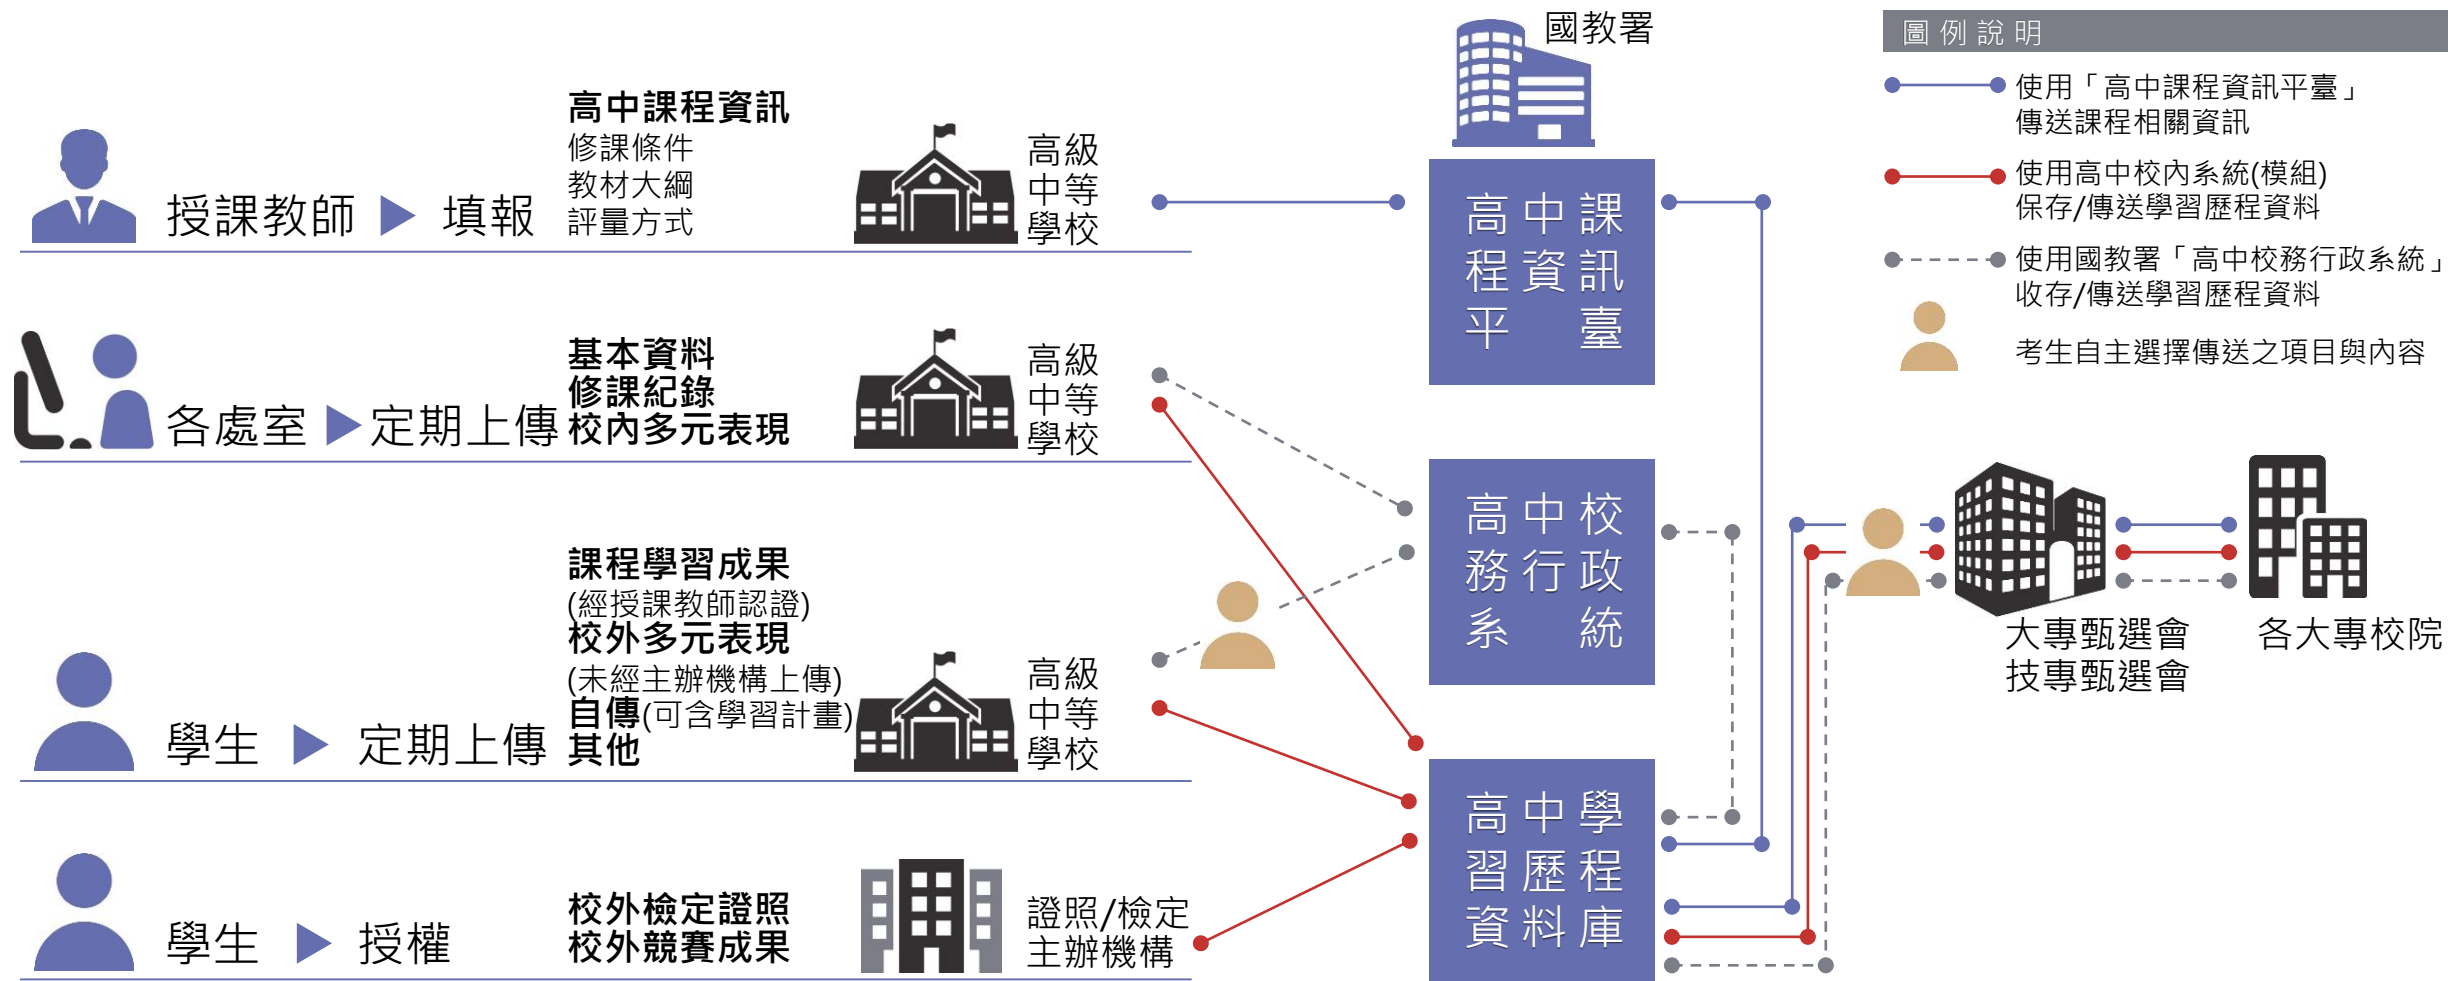 國教署
圖例說明
使用「高中課程資訊平臺」
傳送課程相關資訊
使用高中校內系統(模組)
保存/傳送學習歷程資料
使用國教署「高中校務行政系統」
收存/傳送學習歷程資料
考生自主選擇傳送之項目與內容
授課教師
填報
高中課程資訊
修課條件
教材大綱
評量方式
高級
中等
學校
高中課
程資訊
平臺
各處室
定期上傳
基本資料
修課紀錄
校內多元表現
高級
中等
學校
高中校
務行政
系統
學生
定期上傳
課程學習成果
(經授課教師認證)
校外多元表現
(未經主辦機構上傳)
自傳(可含學習計畫)
其他
高級
中等
學校
大專甄選會
技專甄選會
各大專校院
學生
授權
校外檢定證照
校外競賽成果
證照/檢定
主辦機構
高中學
習歷程
資料庫